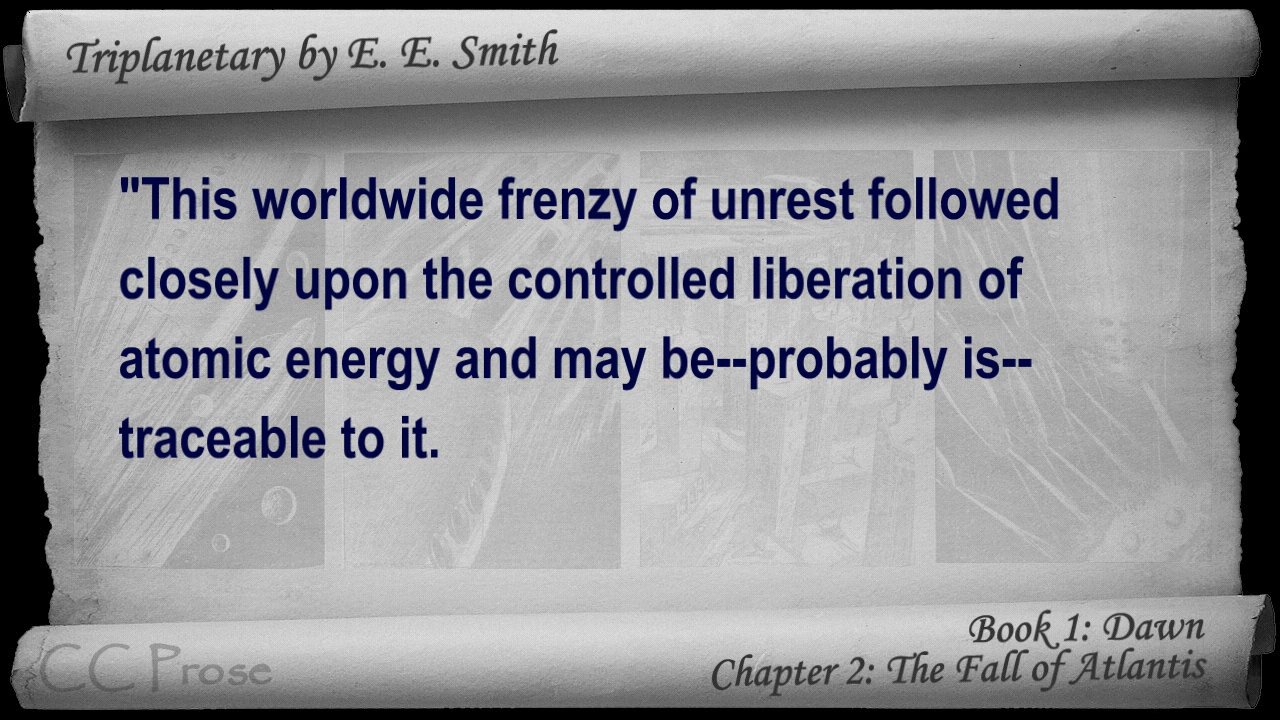 Triplanetary by E. E. Smith
"This worldwide frenzy of unrest followed
closely upon the controlled liberation of
atomic energy and may be--probably is--
traceable to it.
Book 1: Dawn
Chapter 2: The Fall of Atlantis
CC Prose